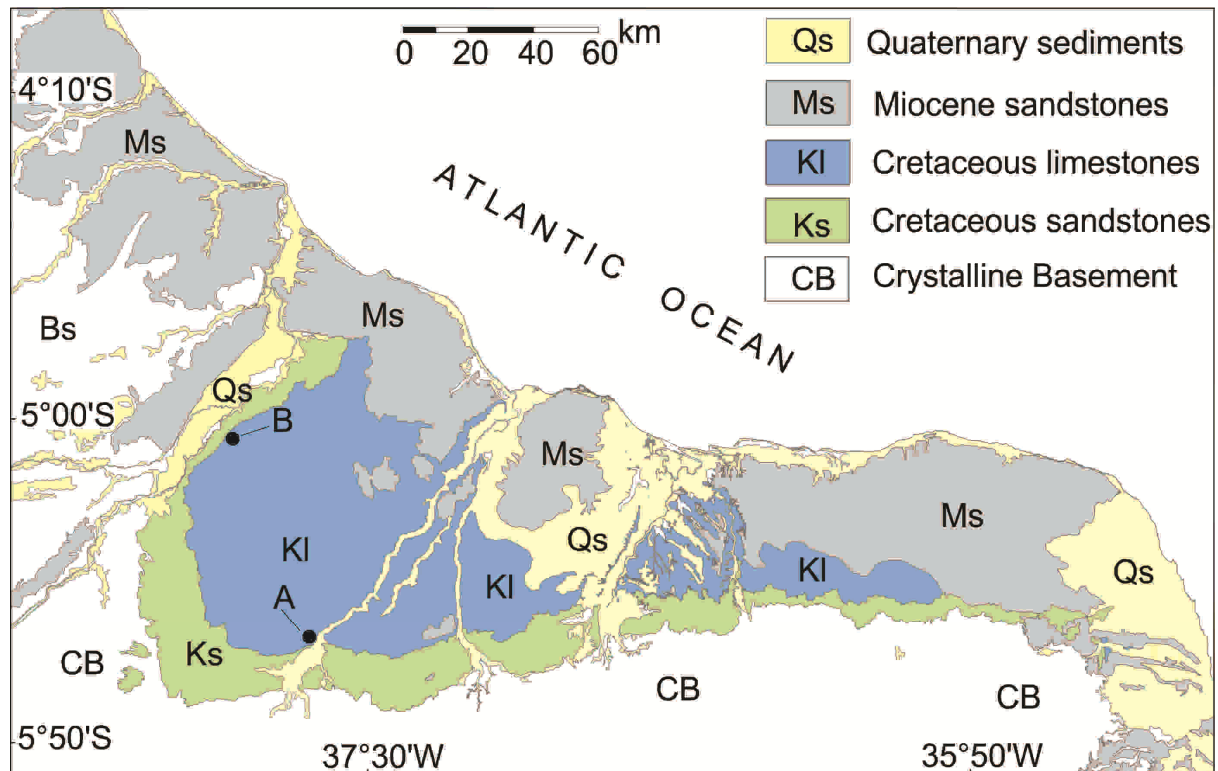 km
0 20 40 60
Qs Quaternary sediments
Ms Miocene sandstones
Kl Cretaceous limestones
Ks Cretaceous sandstones
CB Crystalline Basement
4°10'S
Ms
ATLANTIC OCEAN
Bs
Ms
Qs
5°00'S
B
Ms
Ms
Qs
Kl
Kl
Kl
Qs
A
Ks
CB
CB
CB
5°50'S
37°30'W
35°50'W